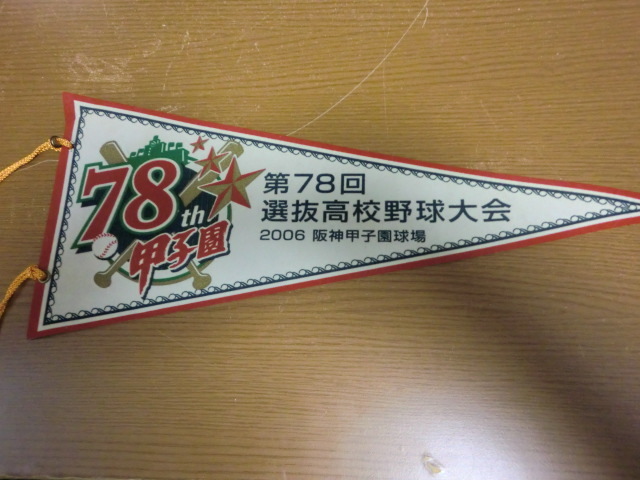 78th
甲子園
第78回
選抜高校野球大会
2006 阪神甲子園球場